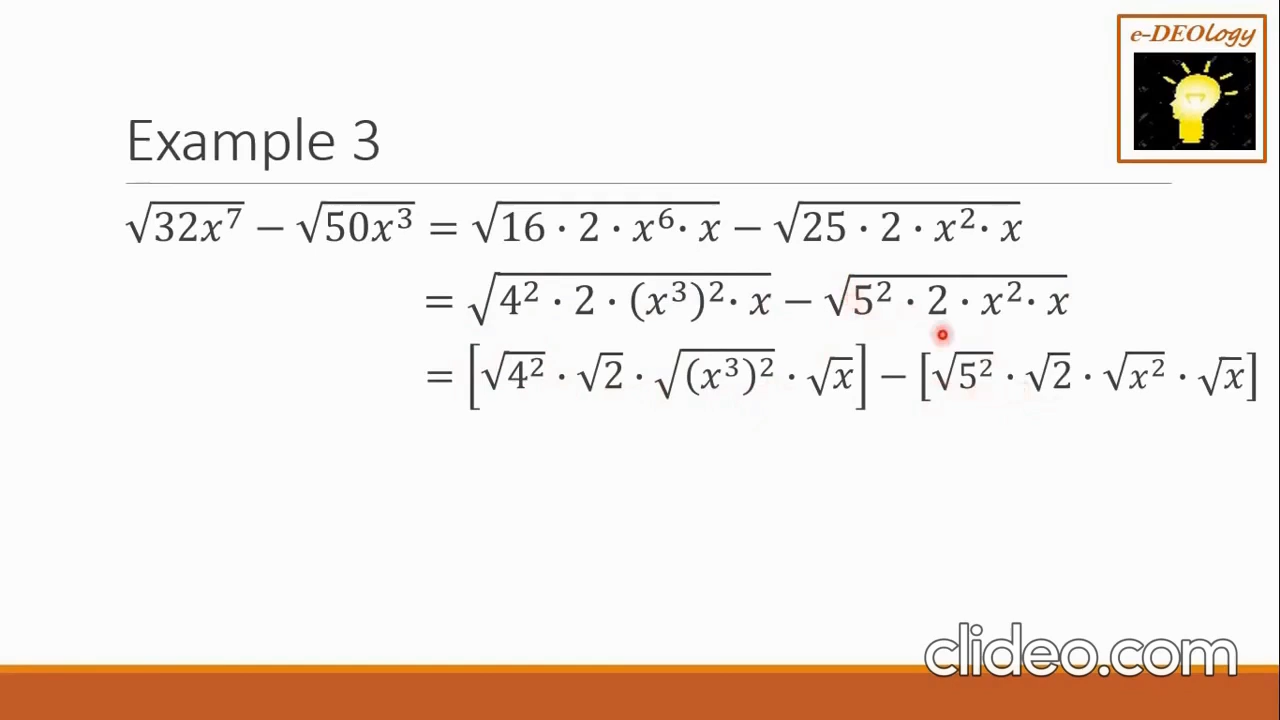 e-DEOlogy
Example 3
√32x⁷ − √50x³ = √16 · 2 · x⁶· x − √25 · 2 · x²· x
= √4² · 2 · (x³)²· x − √5² · 2 · x²· x
= [√4² · √2 · √(x³)² · √x] − [√5² · √2 · √x² · √x]
clideo.com